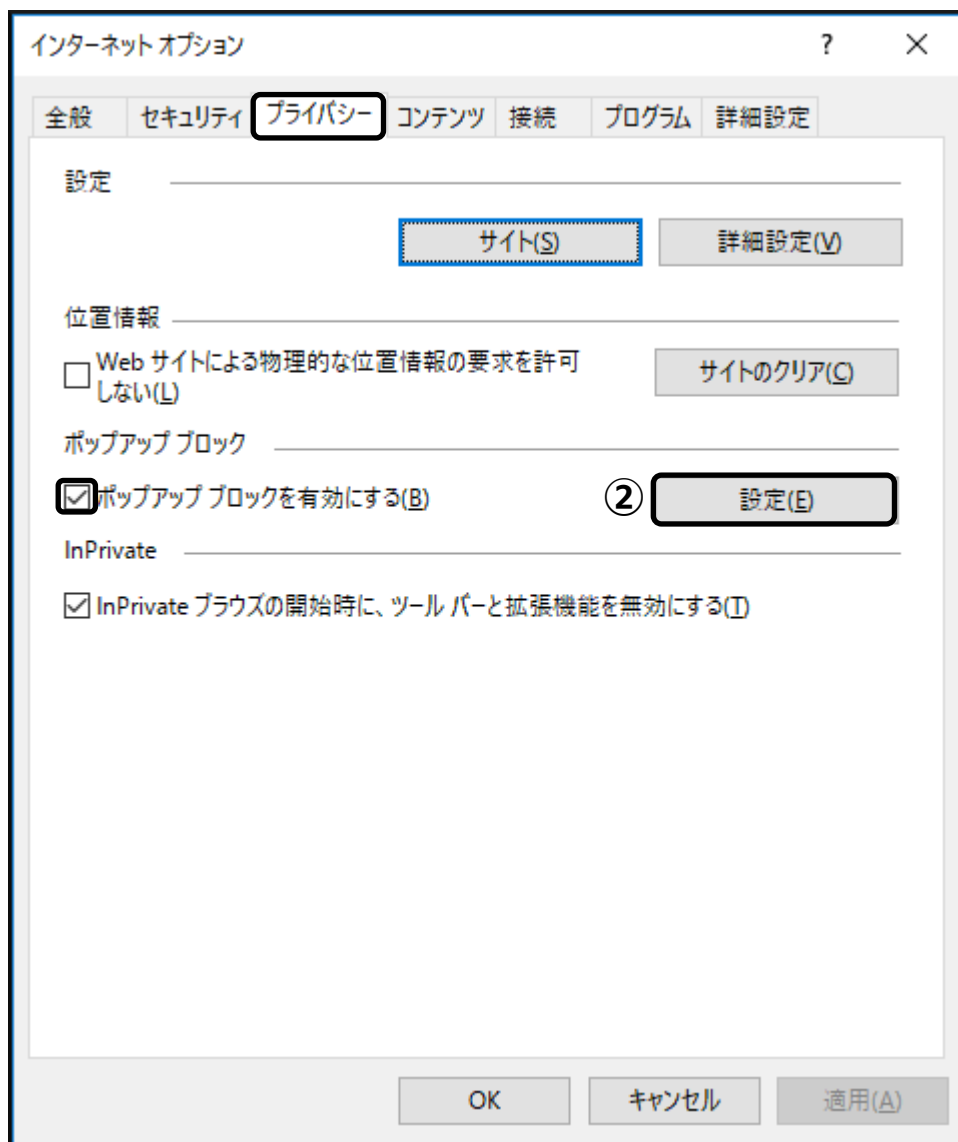 インターネット オプション ? ×
全般 セキュリティ プライバシー コンテンツ 接続 プログラム 詳細設定
設定
サイト(S) 詳細設定(V)
位置情報
Web サイトによる物理的な位置情報の要求を許可
しない(L)
サイトのクリア(C)
ポップアップ ブロック
ポップアップ ブロックを有効にする(B) ② 設定(E)
InPrivate
InPrivate ブラウズの開始時に、ツール バーと拡張機能を無効にする(T)
OK キャンセル 適用(A)